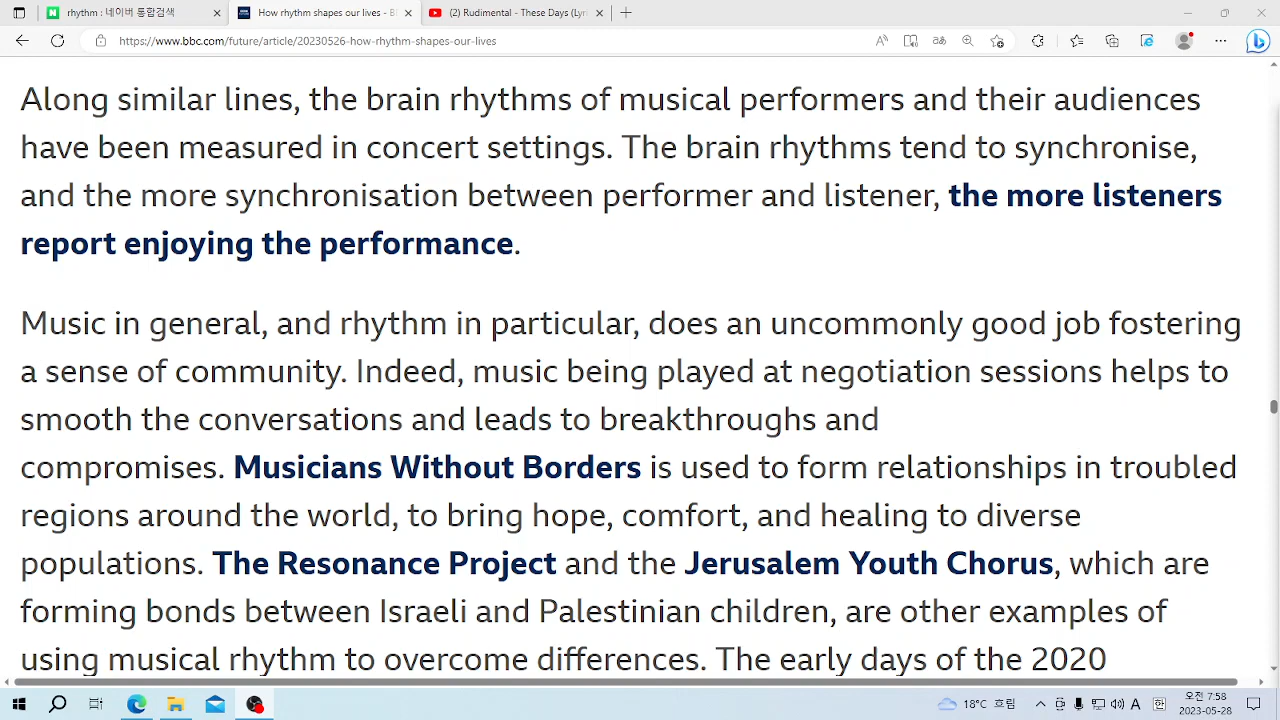 rhythm : 네이버 통합검색
How rhythm shapes our lives - B
(2) Rudimental - These Days (Lyri
https://www.bbc.com/future/article/20230526-how-rhythm-shapes-our-lives
Along similar lines, the brain rhythms of musical performers and their audiences
have been measured in concert settings. The brain rhythms tend to synchronise,
and the more synchronisation between performer and listener, the more listeners
report enjoying the performance.
Music in general, and rhythm in particular, does an uncommonly good job fostering
a sense of community. Indeed, music being played at negotiation sessions helps to
smooth the conversations and leads to breakthroughs and
compromises. Musicians Without Borders is used to form relationships in troubled
regions around the world, to bring hope, comfort, and healing to diverse
populations. The Resonance Project and the Jerusalem Youth Chorus, which are
forming bonds between Israeli and Palestinian children, are other examples of
using musical rhythm to overcome differences. The early days of the 2020
18°C 흐림
A
오전 7:58
2023-05-28